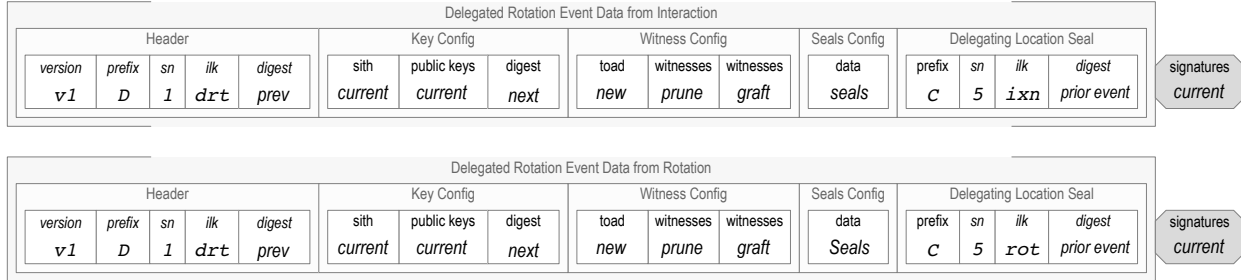 Delegated Rotation Event Data from Interaction
Header Key Config Witness Config Seals Config Delegating Location Seal
version prefix sn ilk digest sith public keys digest toad witnesses witnesses data prefix sn ilk digest signatures
v1 D 1 drt prev current current next new prune graft seals C 5 ixn prior event current
Delegated Rotation Event Data from Rotation
Header Key Config Witness Config Seals Config Delegating Location Seal
version prefix sn ilk digest sith public keys digest toad witnesses witnesses data prefix sn ilk digest signatures
v1 D 1 drt prev current current next new prune graft Seals C 5 rot prior event current